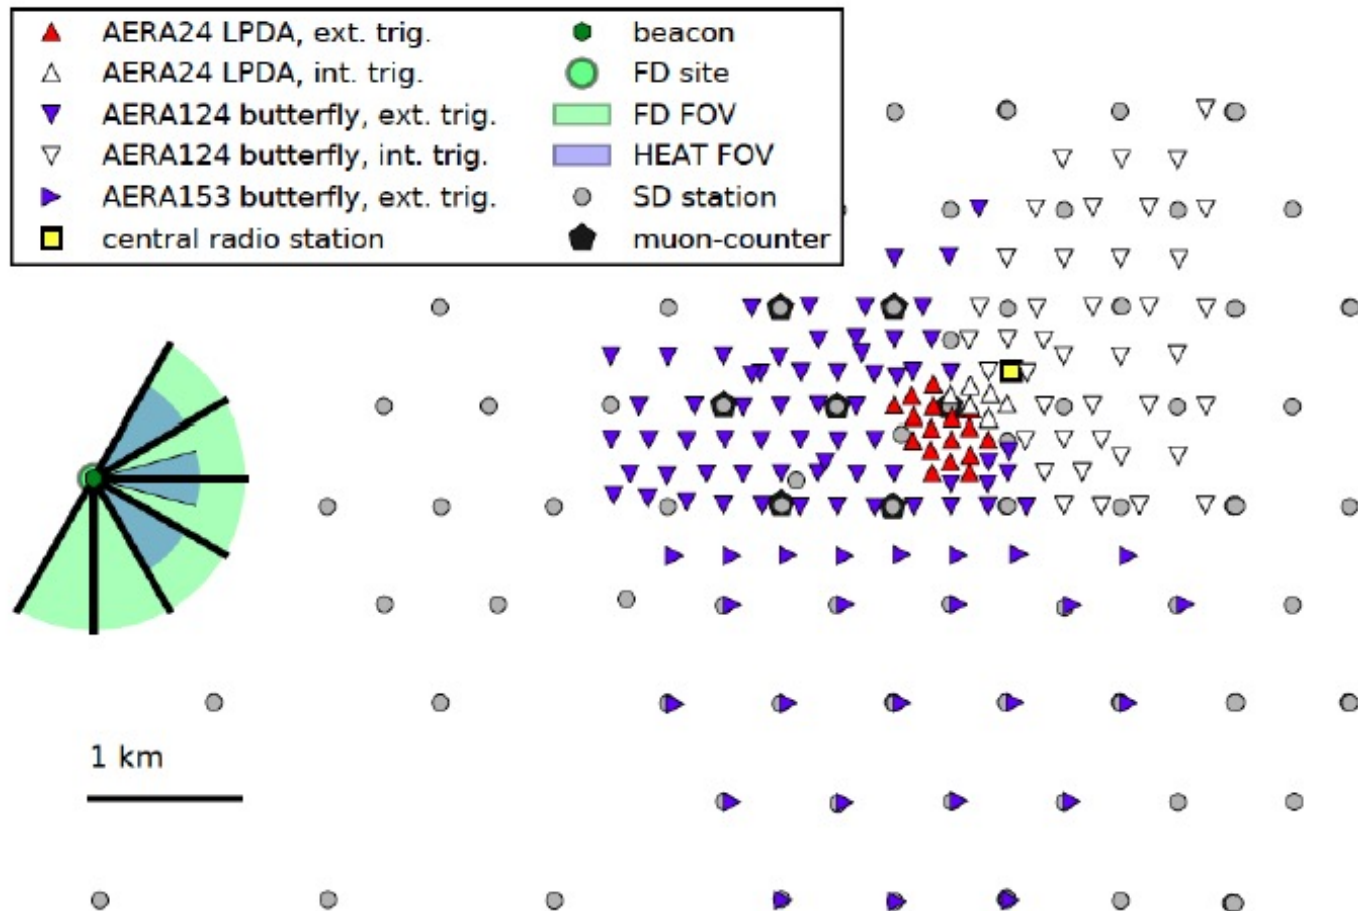 AERA24 LPDA, ext. trig.
AERA24 LPDA, int. trig.
AERA124 butterfly, ext. trig.
AERA124 butterfly, int. trig.
AERA153 butterfly, ext. trig.
central radio station
beacon
FD site
FD FOV
HEAT FOV
SD station
muon-counter
1 km